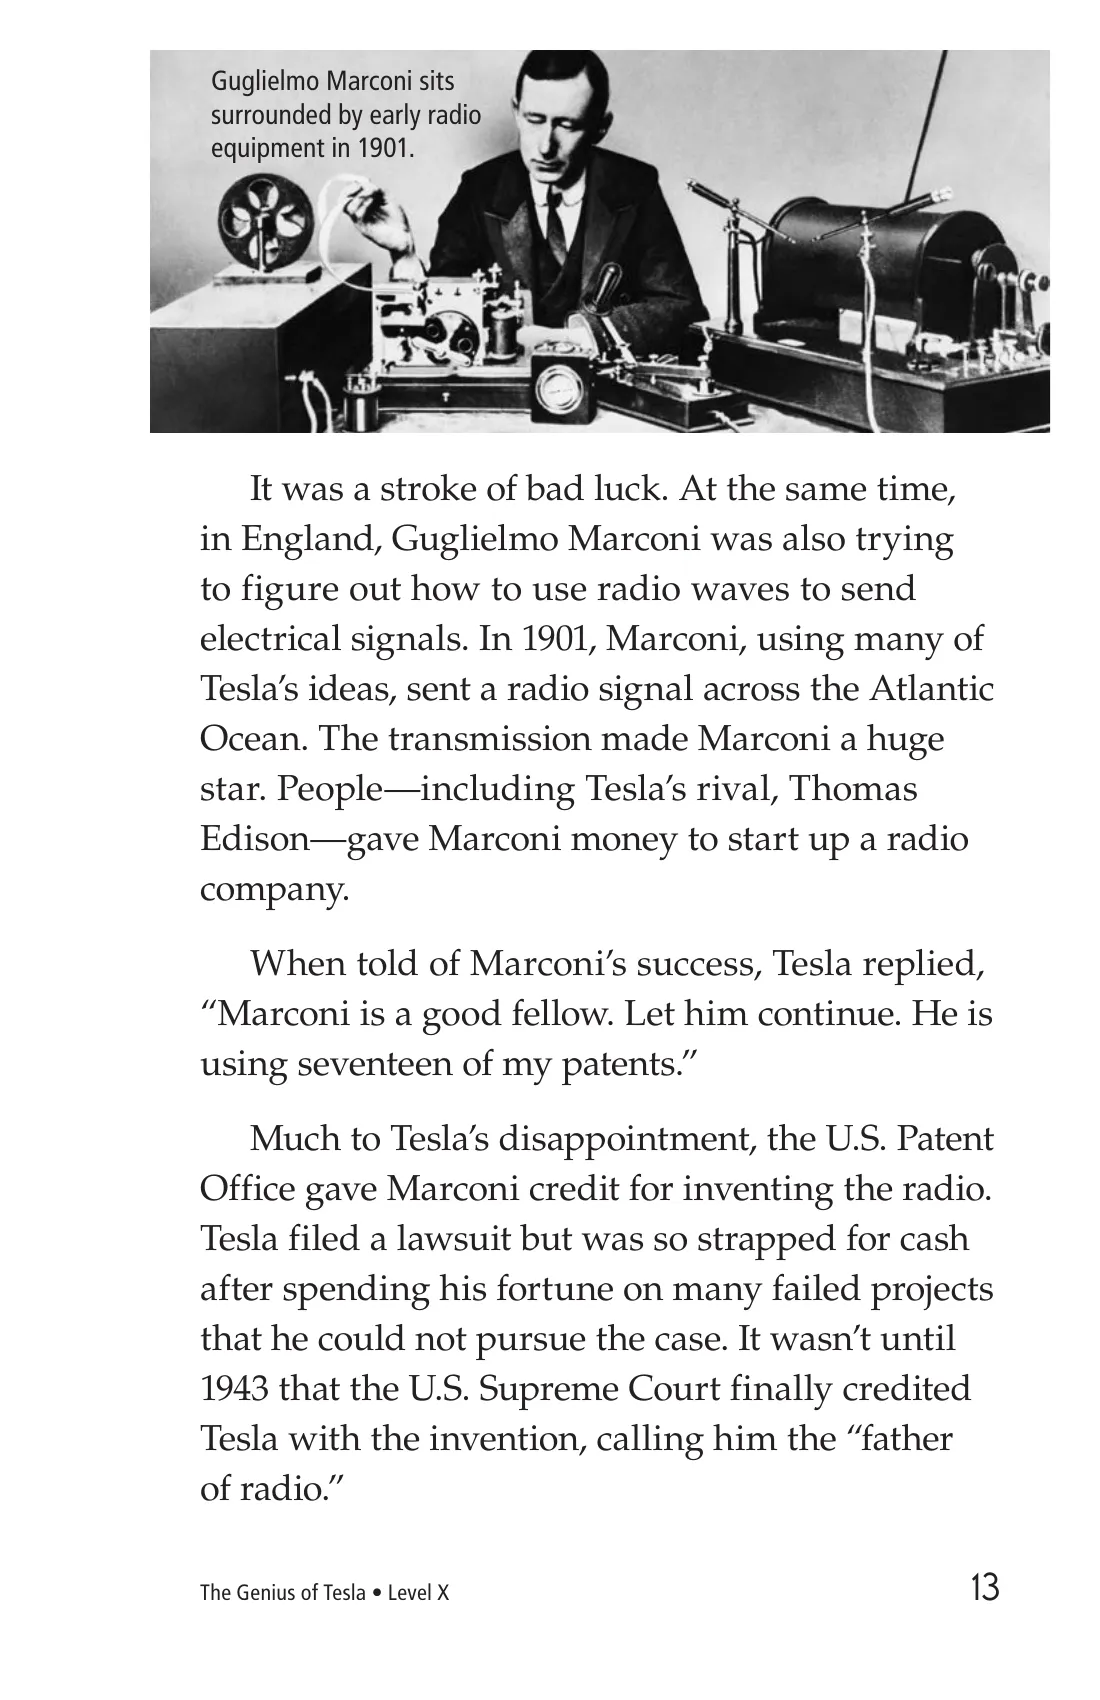 Guglielmo Marconi sits
surrounded by early radio
equipment in 1901.
It was a stroke of bad luck. At the same time,
in England, Guglielmo Marconi was also trying
to figure out how to use radio waves to send
electrical signals. In 1901, Marconi, using many of
Tesla’s ideas, sent a radio signal across the Atlantic
Ocean. The transmission made Marconi a huge
star. People—including Tesla’s rival, Thomas
Edison—gave Marconi money to start up a radio
company.
When told of Marconi’s success, Tesla replied,
“Marconi is a good fellow. Let him continue. He is
using seventeen of my patents.”
Much to Tesla’s disappointment, the U.S. Patent
Office gave Marconi credit for inventing the radio.
Tesla filed a lawsuit but was so strapped for cash
after spending his fortune on many failed projects
that he could not pursue the case. It wasn’t until
1943 that the U.S. Supreme Court finally credited
Tesla with the invention, calling him the “father
of radio.”
The Genius of Tesla • Level X
13